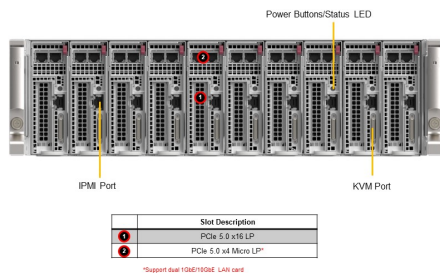 Power Buttons/Status LED
2
1
IPMI Port
KVM Port
Slot Description
1 PCIe 5.0 x16 LP
2 PCIe 5.0 x4 Micro LP*
*Support dual 1GbE/10GbE LAN card